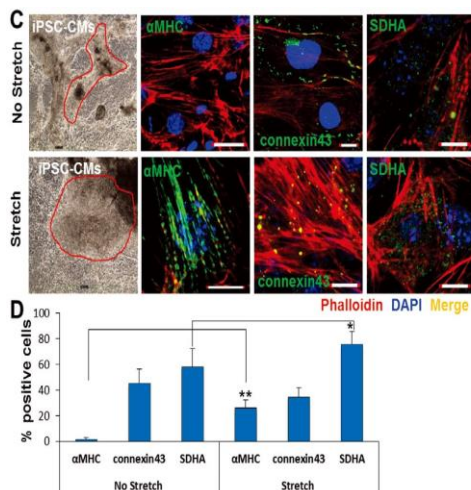 C
No Stretch
iPSC-CMs
αMHC
connexin43
SDHA
Stretch
iPSC-CMs
αMHC
connexin43
SDHA
Phalloidin DAPI Merge
D
% positive cells
100
80
60
40
20
0
**
*
αMHC connexin43 SDHA αMHC connexin43 SDHA
No Stretch Stretch